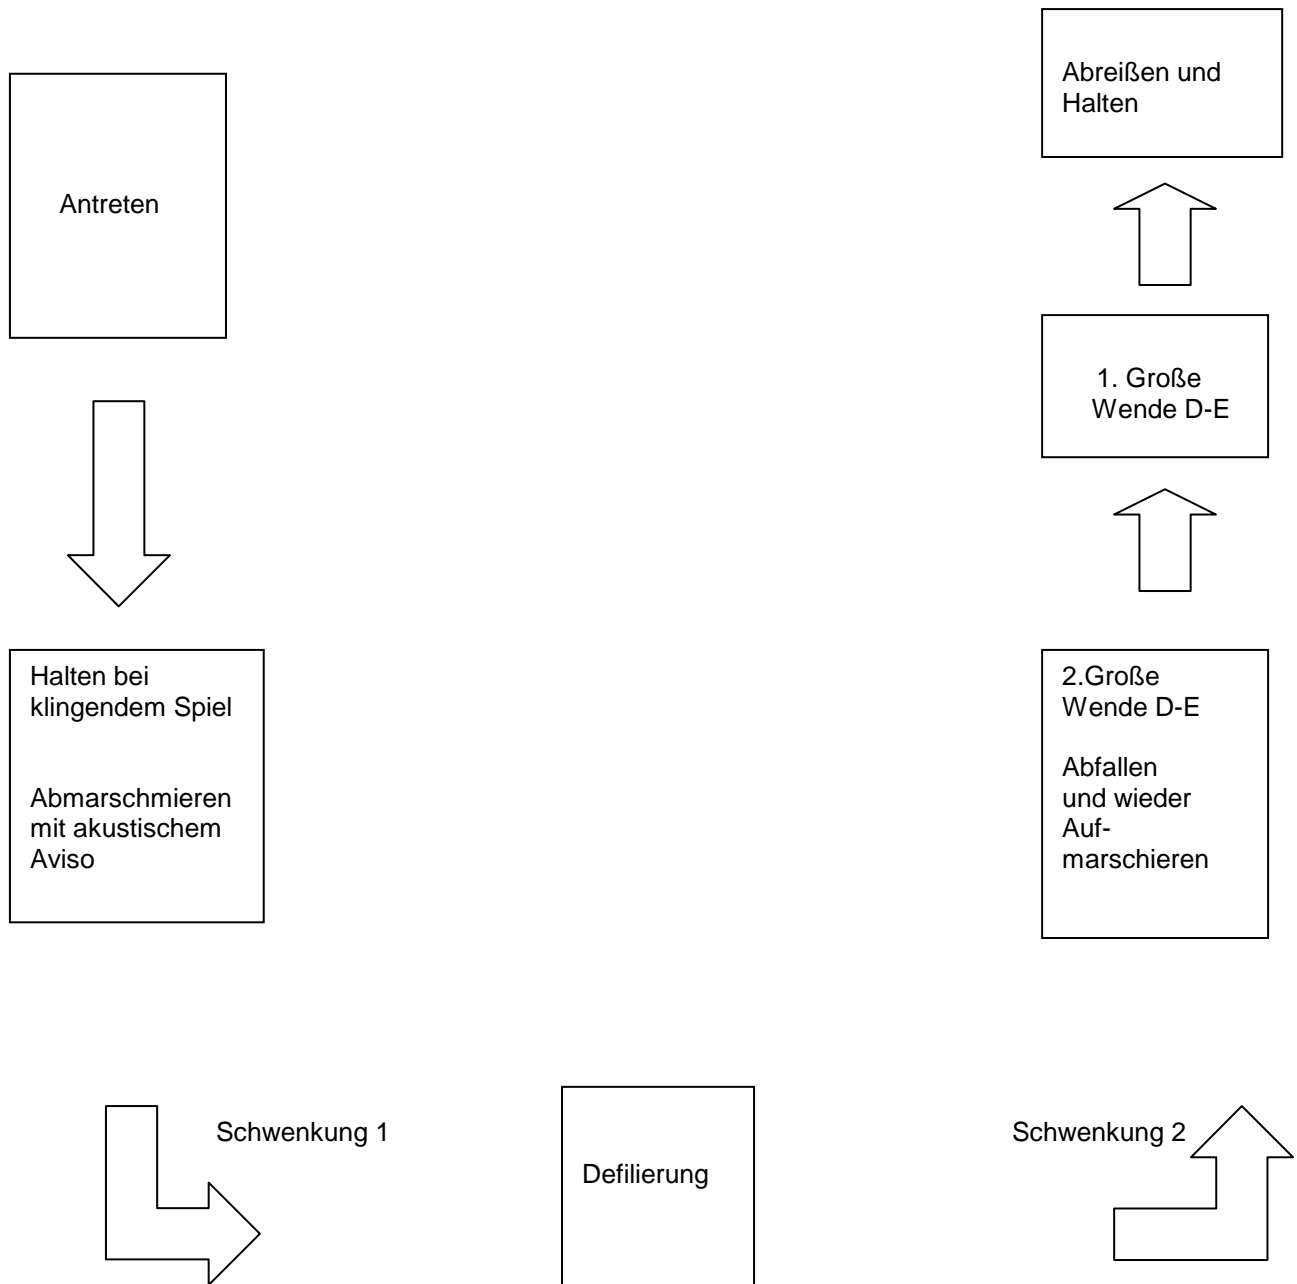 Antreten
Halten bei
klingendem Spiel
Abmarschmieren
mit akustischem
Aviso
Schwenkung 1
Defilierung
Schwenkung 2
2.Große
Wende D-E
Abfallen
und wieder
Auf-
marschieren
1. Große
Wende D-E
Abreißen und
Halten